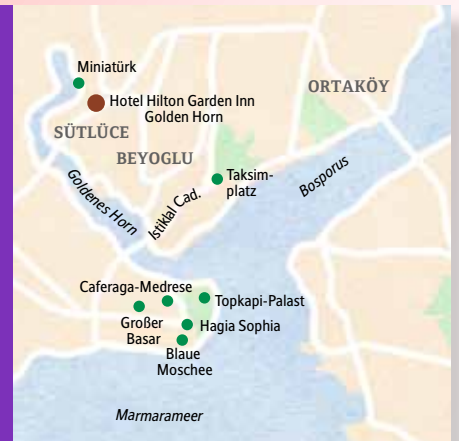 Miniatürk
Hotel Hilton Garden Inn
Golden Horn
ORTAKÖY
SÜTLÜCE
BEYOGLU
Taksim-
platz
Goldenes Horn
Istiklal Cad.
Bosporus
Caferaga-Medrese
Topkapi-Palast
Großer
Basar
Hagia Sophia
Blaue
Moschee
Marmarameer